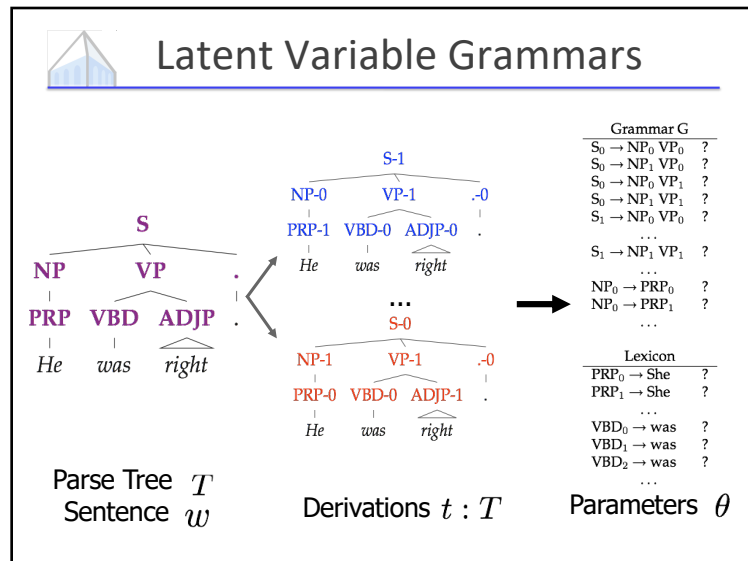 Latent Variable Grammars
S
NP VP .
PRP VBD ADJP .
He was right
Parse Tree T
Sentence w
S-1
NP-0 VP-1 .-0
PRP-1 VBD-0 ADJP-0 .
He was right
...
S-0
NP-1 VP-1 .-0
PRP-0 VBD-0 ADJP-1 .
He was right
Derivations t : T
Grammar G
S₀ → NP₀ VP₀ ?
S₀ → NP₁ VP₀ ?
S₀ → NP₀ VP₁ ?
S₀ → NP₁ VP₁ ?
S₁ → NP₀ VP₀ ?
...
S₁ → NP₁ VP₁ ?
...
NP₀ → PRP₀ ?
NP₀ → PRP₁ ?
...
Lexicon
PRP₀ → She ?
PRP₁ → She ?
...
VBD₀ → was ?
VBD₁ → was ?
VBD₂ → was ?
...
Parameters θ